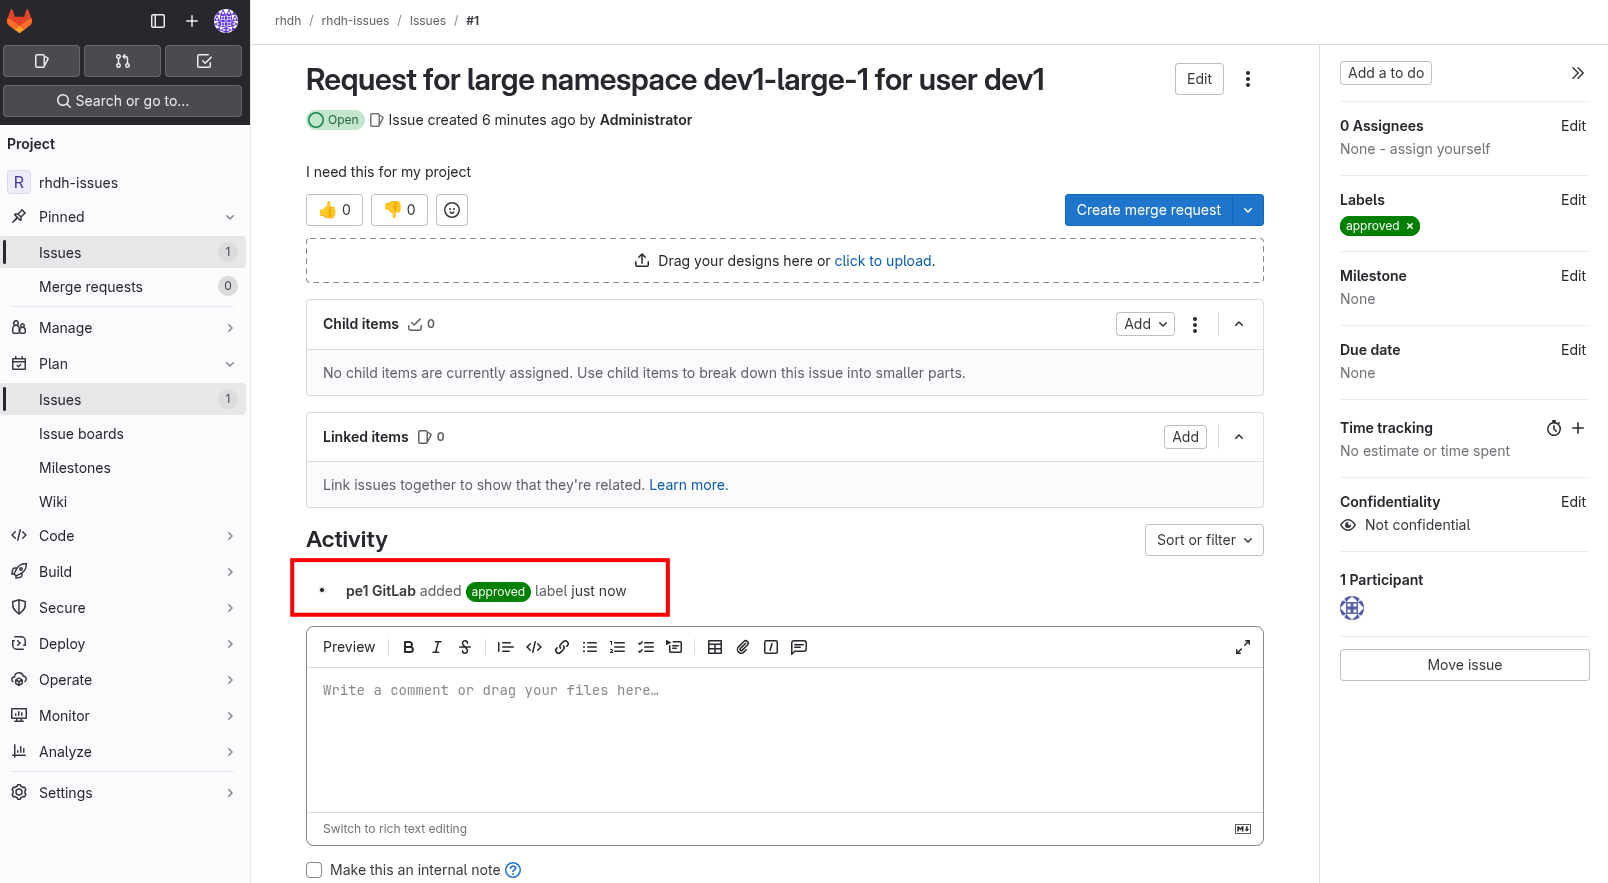 rhdh / rhdh-issues / Issues / #1
Search or go to...
Project
R rhdh-issues
Pinned
Issues 1
Merge requests 0
Manage
Plan
Issues 1
Issue boards
Milestones
Wiki
Code
Build
Secure
Deploy
Operate
Monitor
Analyze
Settings
Request for large namespace dev1-large-1 for user dev1
Edit
Open Issue created 6 minutes ago by Administrator
I need this for my project
👍 0 👎 0
Create merge request
Drag your designs here or click to upload.
Child items 0
Add
No child items are currently assigned. Use child items to break down this issue into smaller parts.
Linked items 0
Add
Link issues together to show that they're related. Learn more.
Activity
Sort or filter
pe1 GitLab added approved label just now
Preview
Write a comment or drag your files here…
Switch to rich text editing
Make this an internal note
Add a to do
0 Assignees Edit
None - assign yourself
Labels Edit
approved ×
Milestone Edit
None
Due date Edit
None
Time tracking
No estimate or time spent
Confidentiality Edit
Not confidential
1 Participant
Move issue